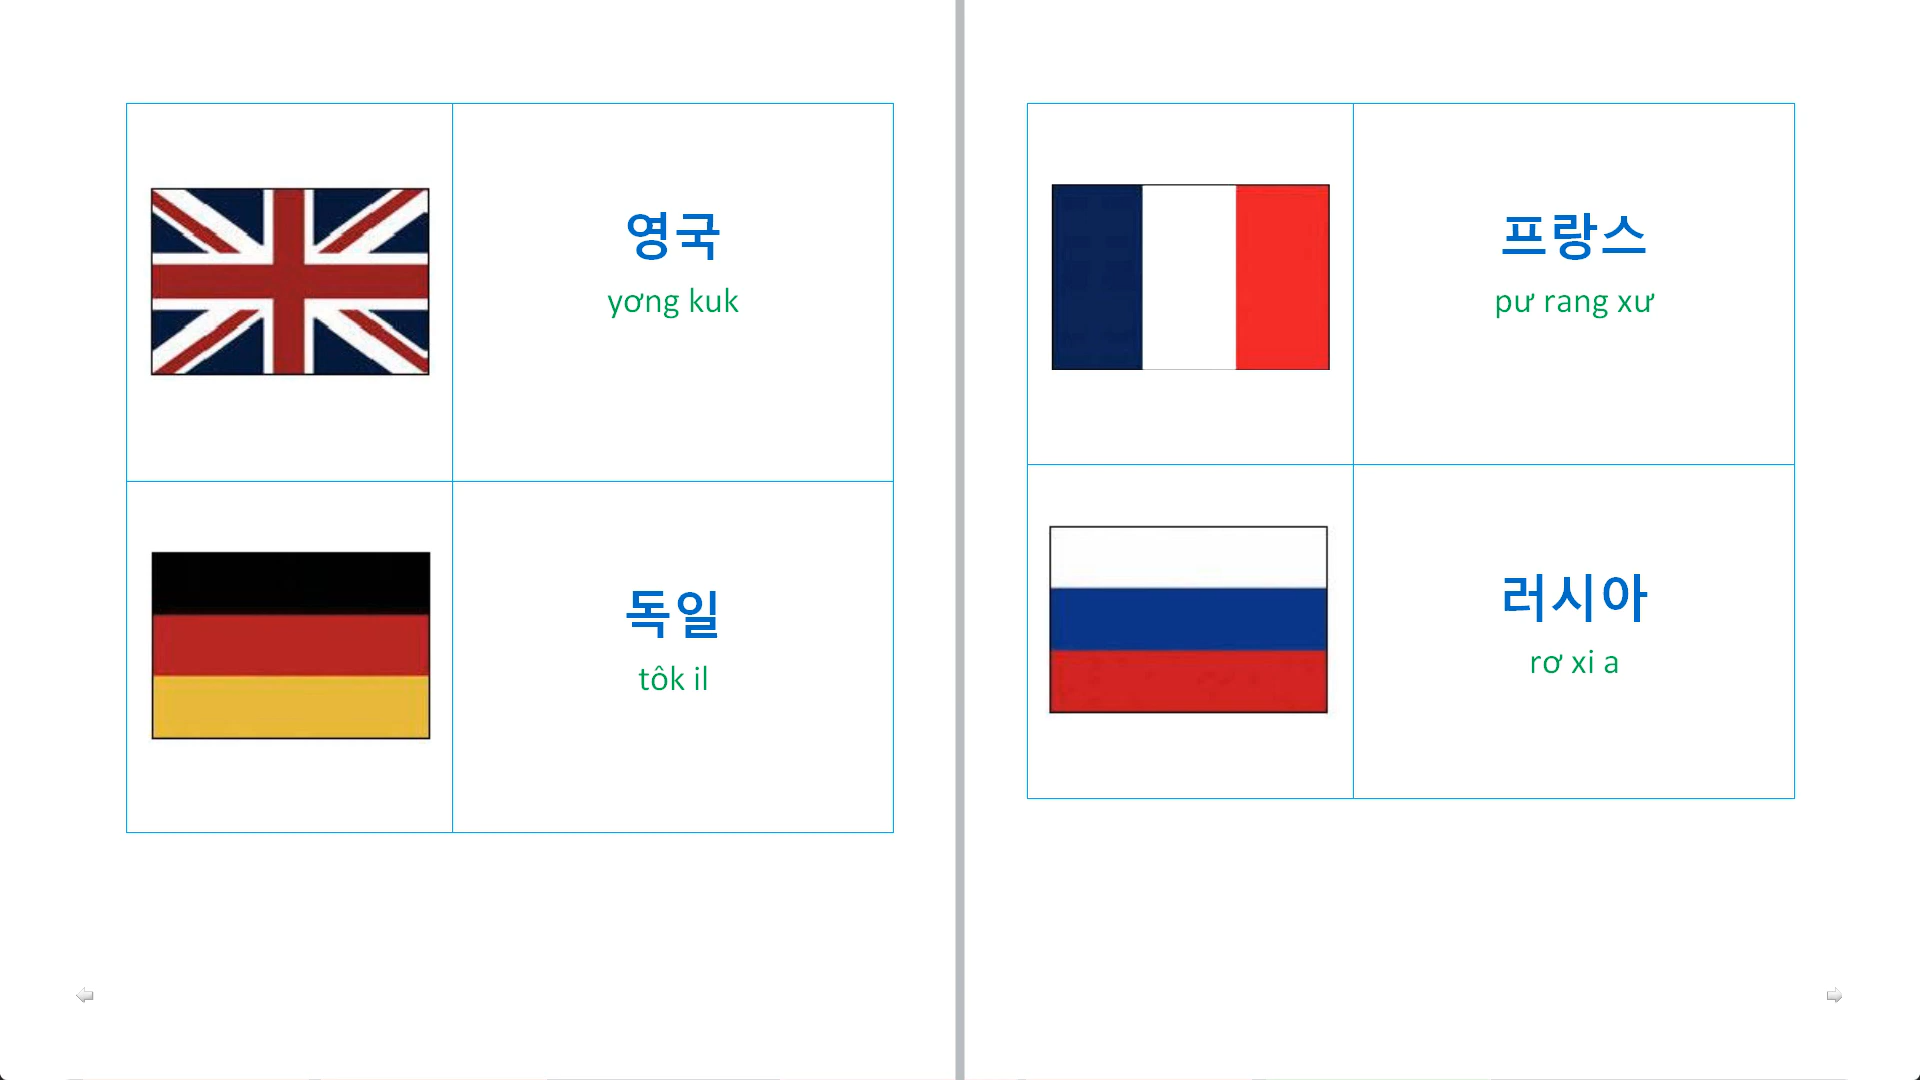 영국
yơng kuk
독일
tôk il
프랑스
pư rang xư
러시아
rơ xi a